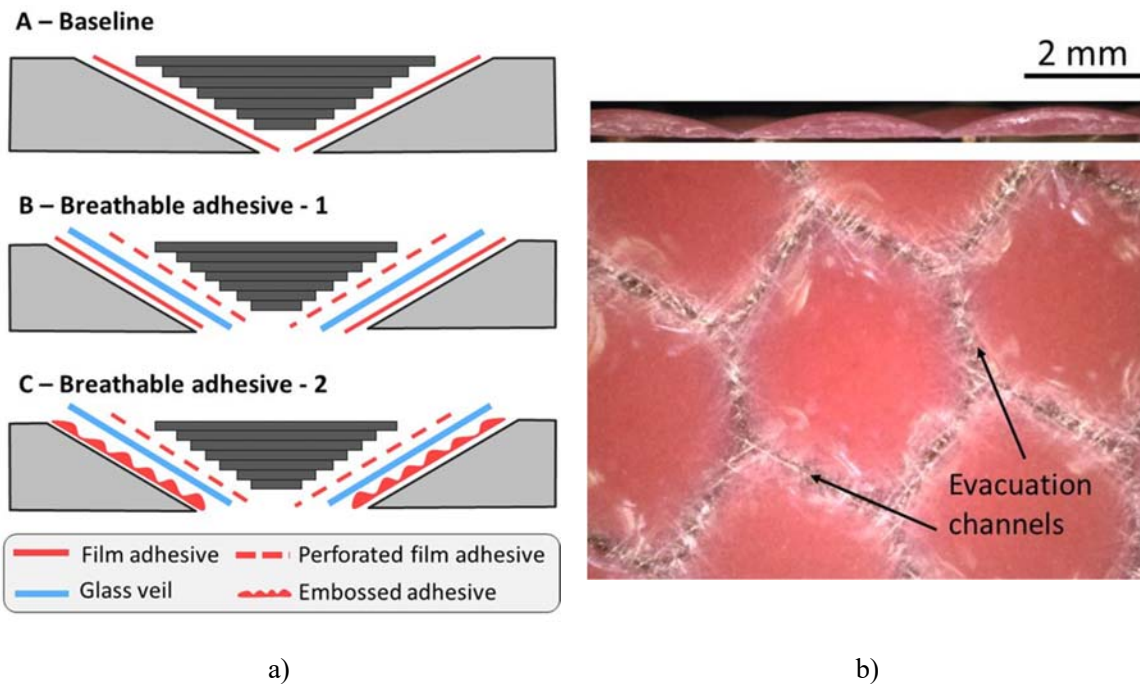 A – Baseline
B – Breathable adhesive - 1
C – Breathable adhesive - 2
Film adhesive
Perforated film adhesive
Glass veil
Embossed adhesive
a)
2 mm
Evacuation
channels
b)